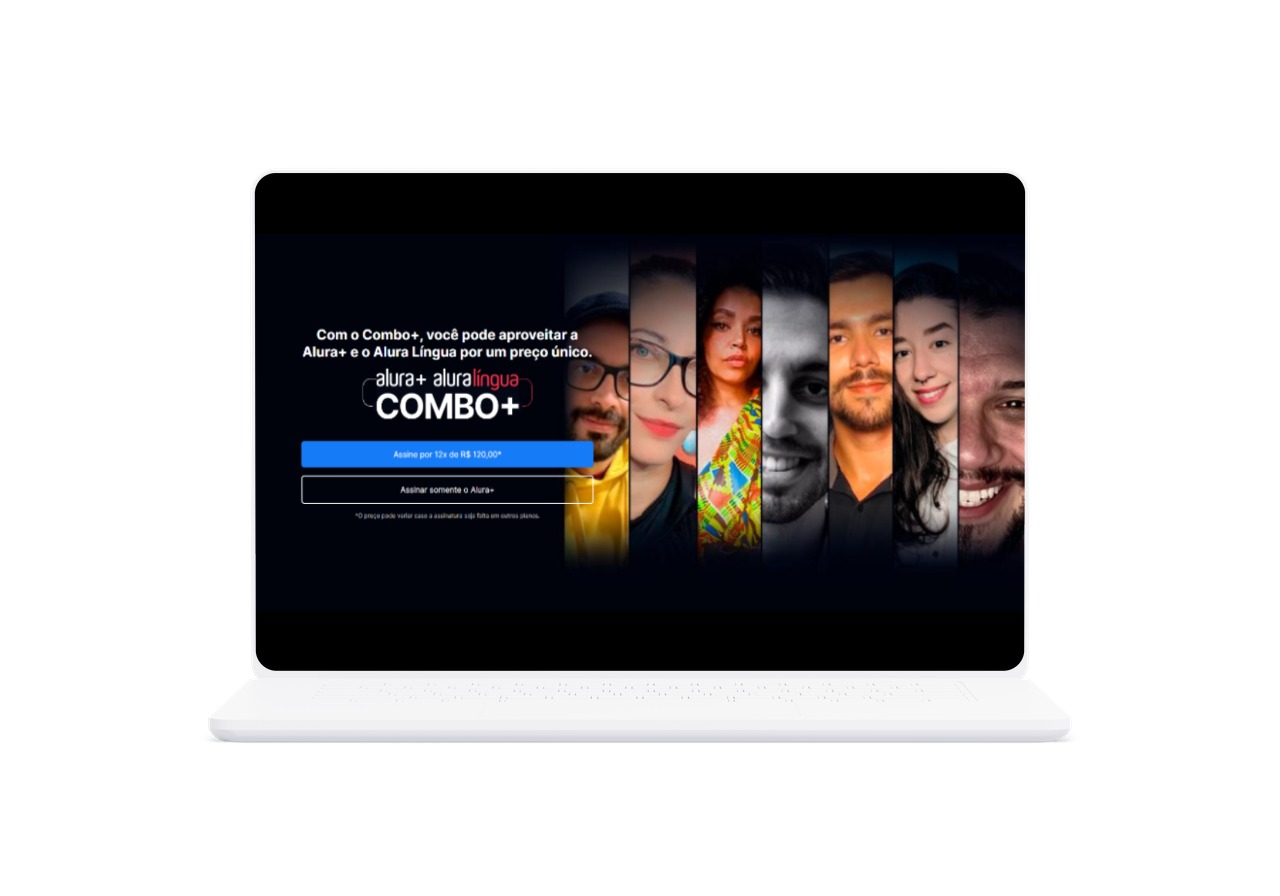 Com o Combo+, você pode aproveitar a
Alura+ e o Alura Língua por um preço único.
alura+ aluralíngua
COMBO+
Assine por 12x de R$ 120,00*
Assinar somente o Alura+
*O preço pode variar caso a assinatura seja feita em outros planos.